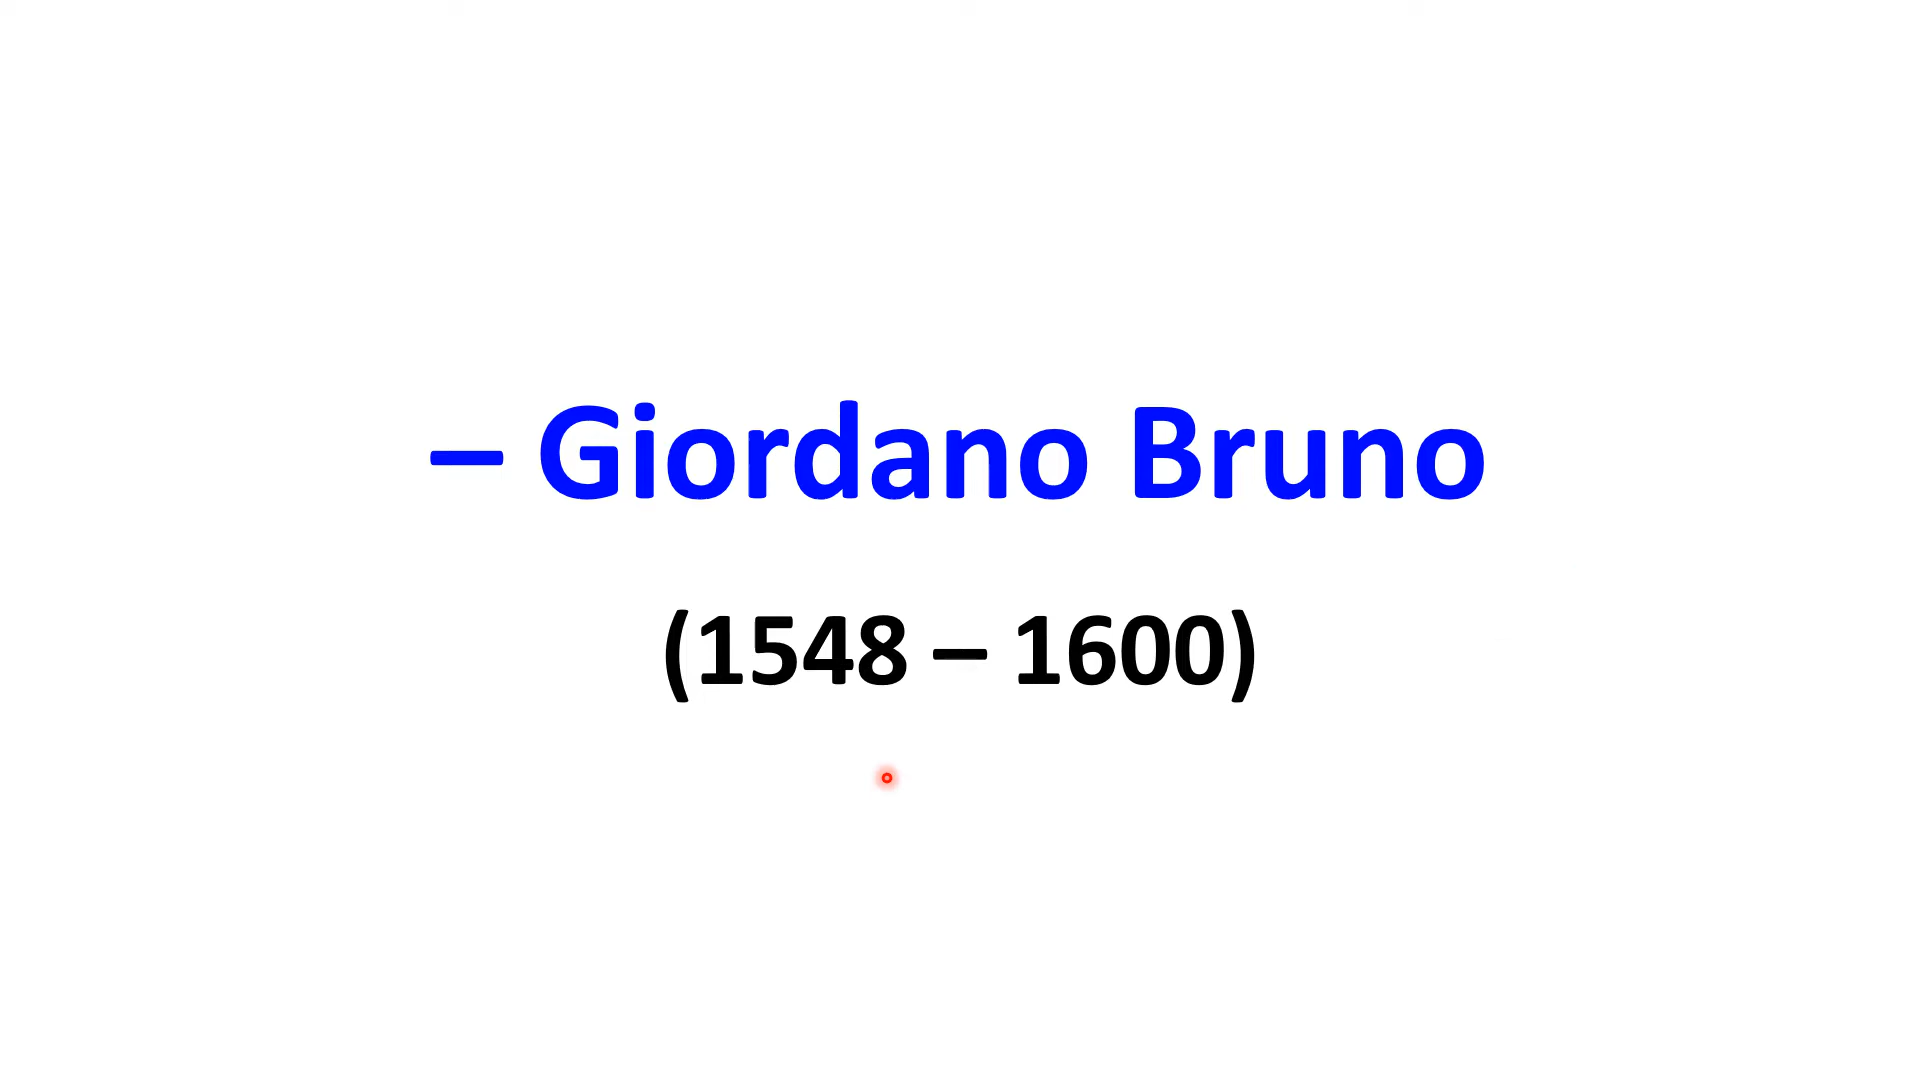 – Giordano Bruno
(1548 – 1600)